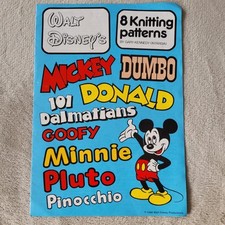 WALT
DISNEY'S
8 Knitting
patterns
MICKEY
DUMBO
DONALD
101
Dalmatians
GOOFY
Minnie
Pluto
Pinocchio